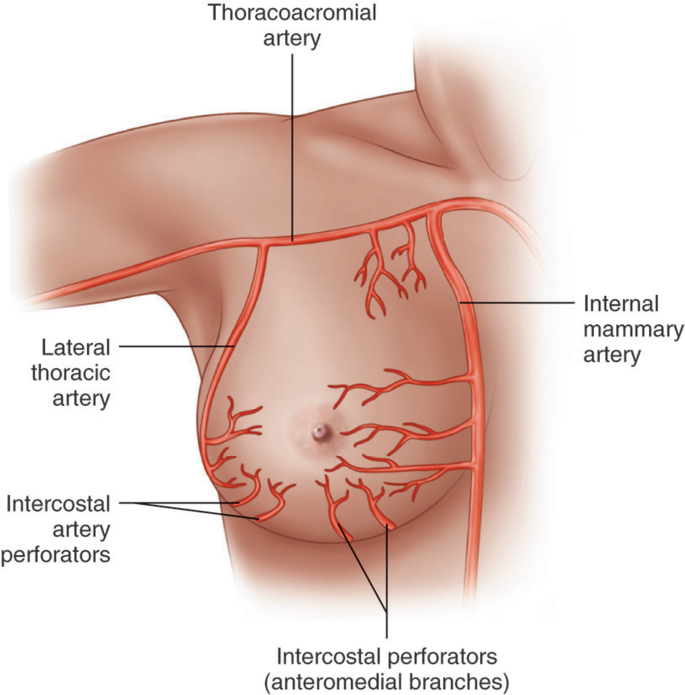 Thoracoacromial
artery
Internal
mammary
artery
Lateral
thoracic
artery
Intercostal
artery
perforators
Intercostal perforators
(anteromedial branches)